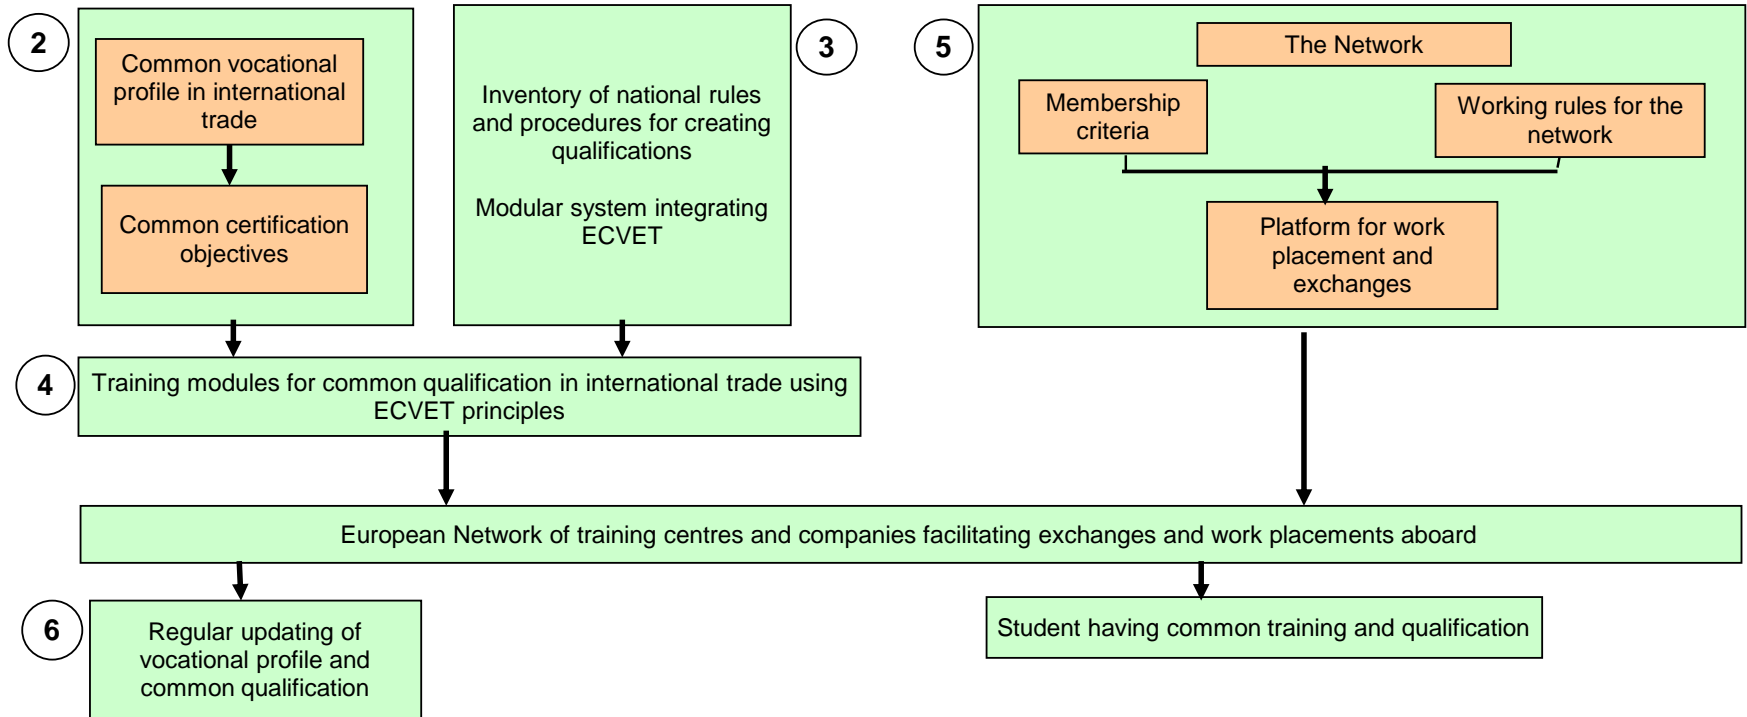 2
Common vocational
profile in international
trade
Common certification
objectives
3
Inventory of national rules
and procedures for creating
qualifications
Modular system integrating
ECVET
5
The Network
Membership
criteria
Working rules for the
network
Platform for work
placement and
exchanges
4
Training modules for common qualification in international trade using
ECVET principles
European Network of training centres and companies facilitating exchanges and work placements aboard
6
Regular updating of
vocational profile and
common qualification
Student having common training and qualification